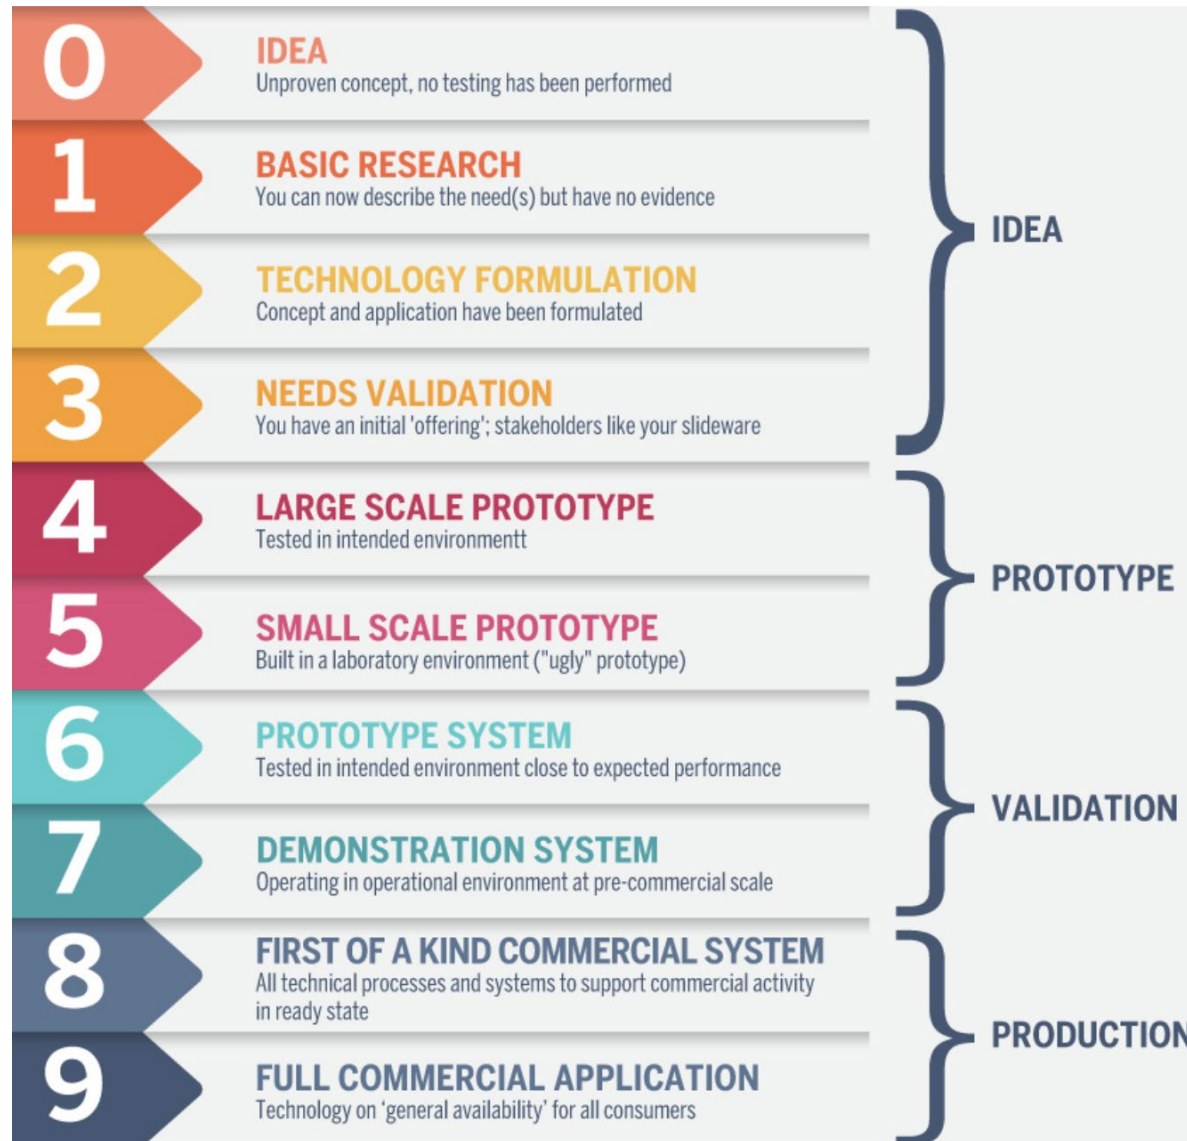 0
IDEA
Unproven concept, no testing has been performed
1
BASIC RESEARCH
You can now describe the need(s) but have no evidence
2
TECHNOLOGY FORMULATION
Concept and application have been formulated
3
NEEDS VALIDATION
You have an initial 'offering'; stakeholders like your slideware
IDEA
4
LARGE SCALE PROTOTYPE
Tested in intended environmentt
5
SMALL SCALE PROTOTYPE
Built in a laboratory environment ("ugly" prototype)
PROTOTYPE
6
PROTOTYPE SYSTEM
Tested in intended environment close to expected performance
7
DEMONSTRATION SYSTEM
Operating in operational environment at pre-commercial scale
VALIDATION
8
FIRST OF A KIND COMMERCIAL SYSTEM
All technical processes and systems to support commercial activity
in ready state
9
FULL COMMERCIAL APPLICATION
Technology on ‘general availability’ for all consumers
PRODUCTION